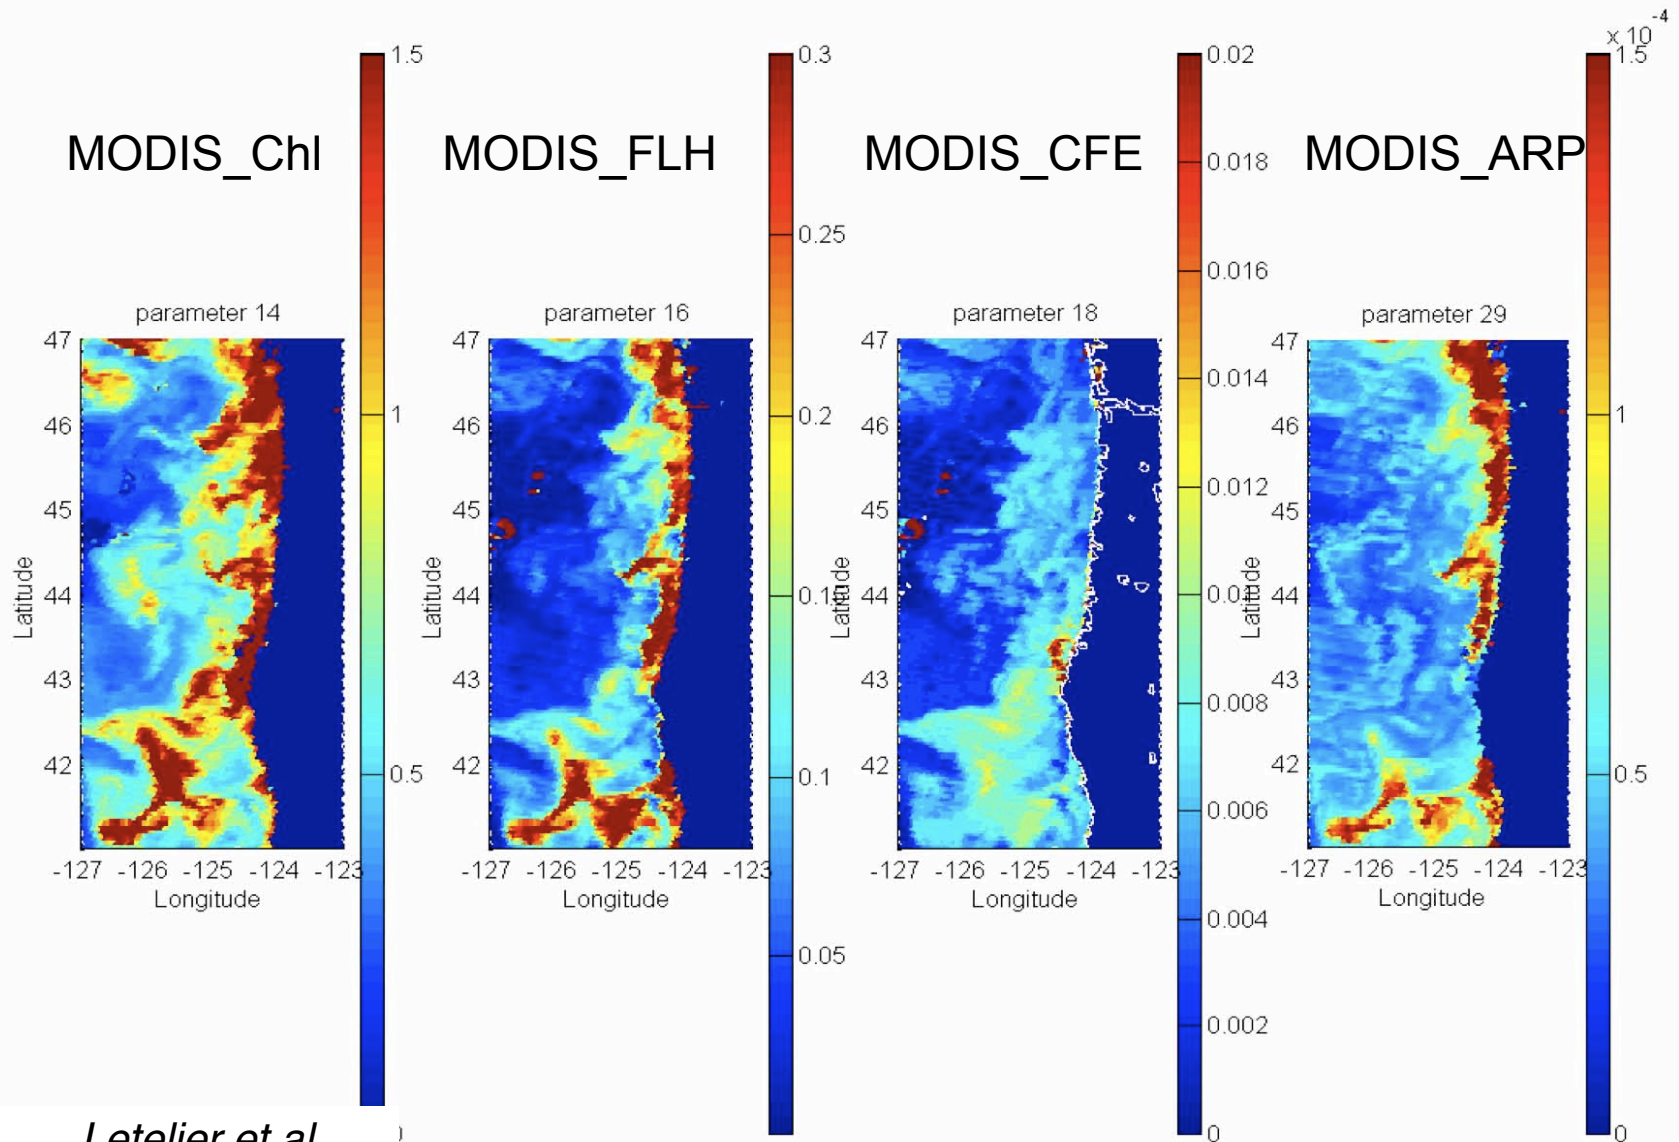 MODIS_Chl
MODIS_FLH
MODIS_CFE
MODIS_ARP
parameter 14
47
46
45
44
43
42
-127 -126 -125 -124 -123
Longitude
Latitude
1.5
1
0.5
parameter 16
47
46
45
44
43
42
-127 -126 -125 -124 -123
Longitude
Latitude
0.3
0.25
0.2
0.1
0.05
parameter 18
47
46
45
44
43
42
-127 -126 -125 -124 -123
Longitude
Latitude
0.02
0.018
0.016
0.014
0.012
0.008
0.006
0.004
0.002
0
parameter 29
47
46
45
44
43
42
-127 -126 -125 -124 -123
Longitude
Latitude
x 10
-4
1.5
1
0.5
0
Letelier et al